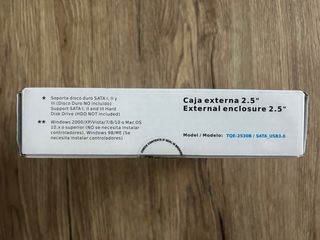 ★ Soporta disco duro SATA I, II y
III (Disco Duro NO incluido)
Support SATA I, II and III Hard
Disk Drive (HDD NOT included)
★★ Windows 2000/XP/Vista/7/8/10 o Mac OS
10.x o superior (NO se necesita instalar
controladores), Windows 98/ME (Se
necesita instalar controladores)
Caja externa 2.5"
External enclosure 2.5"
Model / Modelo: TQE-2530B / SATA_USB3.0